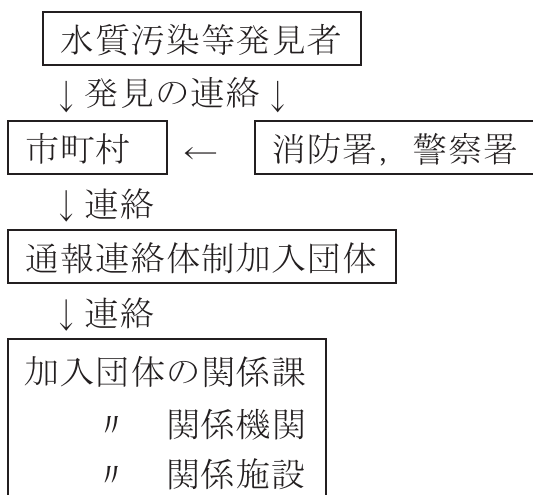 水質汚染等発見者
↓発見の連絡↓
市町村 ← 消防署，警察署
↓連絡
通報連絡体制加入団体
↓連絡
加入団体の関係課
〃 関係機関
〃 関係施設